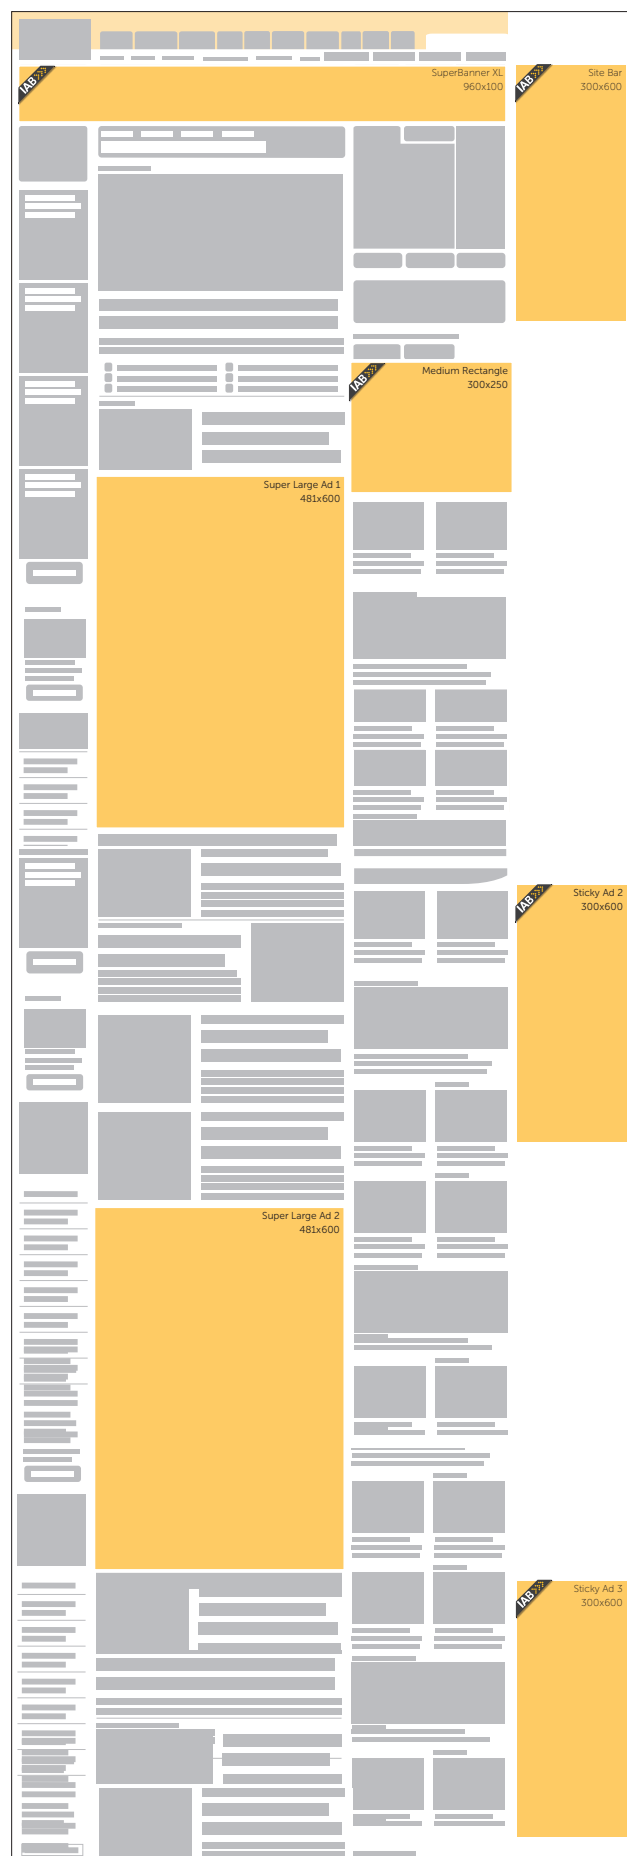 IAB
SuperBanner XL
960x100
IAB
Site Bar
300x600
IAB
Medium Rectangle
300x250
Super Large Ad 1
481x600
IAB
Sticky Ad 2
300x600
Super Large Ad 2
481x600
IAB
Sticky Ad 3
300x600